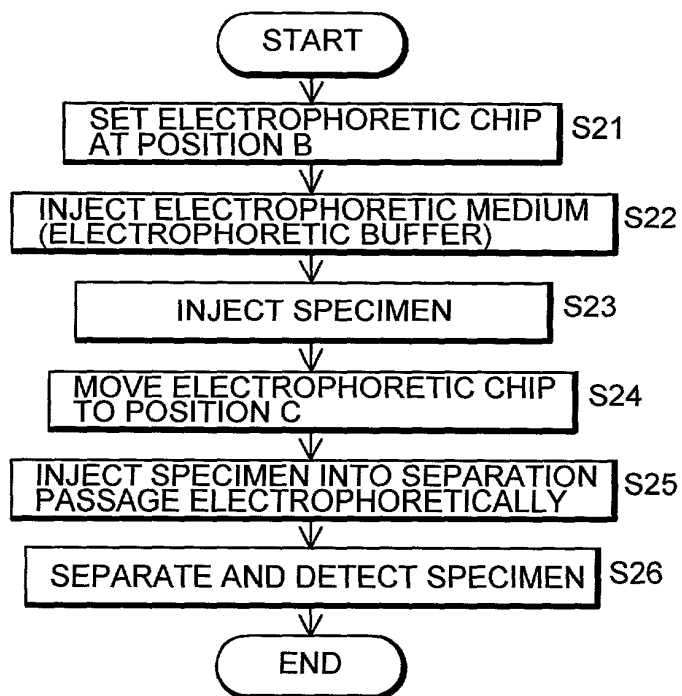 START
SET ELECTROPHORETIC CHIP
AT POSITION B
S21
INJECT ELECTROPHORETIC MEDIUM
(ELECTROPHORETIC BUFFER)
S22
INJECT SPECIMEN
S23
MOVE ELECTROPHORETIC CHIP
TO POSITION C
S24
INJECT SPECIMEN INTO SEPARATION
PASSAGE ELECTROPHORETICALLY
S25
SEPARATE AND DETECT SPECIMEN
S26
END